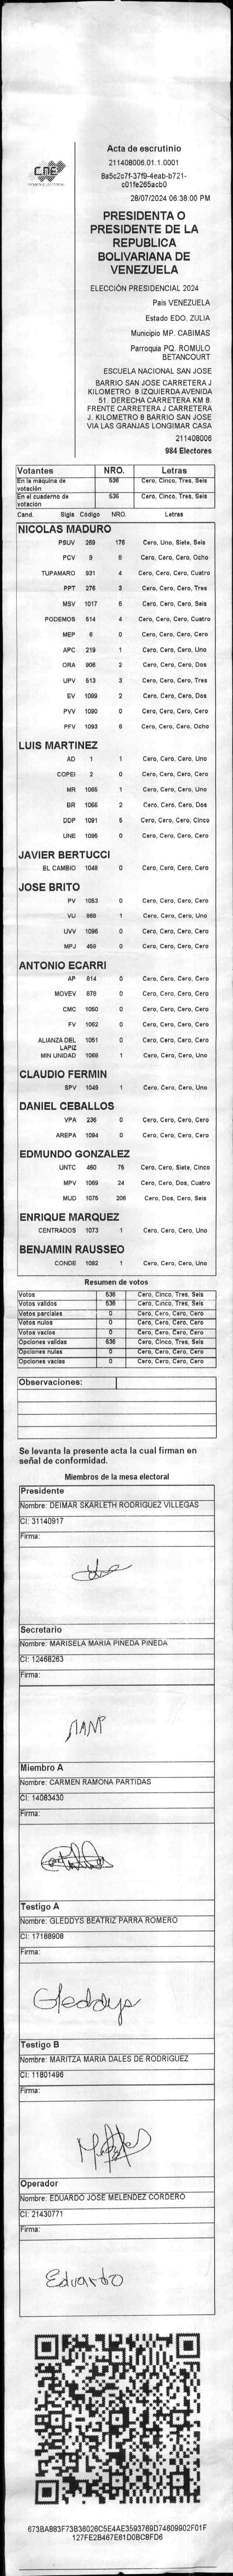 CNE
Acta de escrutinio
211408006.01.1.0001
8a5c2c7f-37f9-4eab-b721-
c01fe265acb0
28/07/2024 06:38:00 PM
PRESIDENTA O
PRESIDENTE DE LA
REPUBLICA
BOLIVARIANA DE
VENEZUELA
ELECCIÓN PRESIDENCIAL 2024
Pais VENEZUELA
Estado EDO. ZULIA
Municipio MP. CABIMAS
Parroquia PQ. ROMULO
BETANCOURT
ESCUELA NACIONAL SAN JOSE
BARRIO SAN JOSE CARRETERA J
KILOMETRO 8 IZQUIERDA AVENIDA
51. DERECHA CARRETERA KM 8.
FRENTE CARRETERA J CARRETERA
J. KILOMETRO 8 BARRIO SAN JOSE
VIA LAS GRANJAS LONGIMAR CASA
211408006
984 Electores
Votantes NRO. Letras
En la máquina de votación 536 Cero, Cinco, Tres, Seis
En el cuaderno de votación 536 Cero, Cinco, Tres, Seis
Cand. Sigla Código NRO. Letras
NICOLAS MADURO
PSUV 269 176 Cero, Uno, Siete, Seis
PCV 9 8 Cero, Cero, Cero, Ocho
TUPAMARO 931 4 Cero, Cero, Cero, Cuatro
PPT 276 3 Cero, Cero, Cero, Tres
MSV 1017 6 Cero, Cero, Cero, Seis
PODEMOS 514 4 Cero, Cero, Cero, Cuatro
MEP 6 0 Cero, Cero, Cero, Cero
APC 219 1 Cero, Cero, Cero, Uno
ORA 906 2 Cero, Cero, Cero, Dos
UPV 513 3 Cero, Cero, Cero, Tres
EV 1089 2 Cero, Cero, Cero, Dos
PVV 1090 0 Cero, Cero, Cero, Cero
PFV 1093 8 Cero, Cero, Cero, Ocho
LUIS MARTINEZ
AD 1 1 Cero, Cero, Cero, Uno
COPEI 2 0 Cero, Cero, Cero, Cero
MR 1065 1 Cero, Cero, Cero, Uno
BR 1066 2 Cero, Cero, Cero, Dos
DDP 1091 5 Cero, Cero, Cero, Cinco
UNE 1095 0 Cero, Cero, Cero, Cero
JAVIER BERTUCCI
EL CAMBIO 1048 0 Cero, Cero, Cero, Cero
JOSE BRITO
PV 1053 0 Cero, Cero, Cero, Cero
VU 868 1 Cero, Cero, Cero, Uno
UVV 1096 0 Cero, Cero, Cero, Cero
MPJ 458 0 Cero, Cero, Cero, Cero
ANTONIO ECARRI
AP 814 0 Cero, Cero, Cero, Cero
MOVEV 878 0 Cero, Cero, Cero, Cero
CMC 1050 0 Cero, Cero, Cero, Cero
FV 1062 0 Cero, Cero, Cero, Cero
ALIANZA DEL LAPIZ 1051 0 Cero, Cero, Cero, Cero
MIN UNIDAD 1068 1 Cero, Cero, Cero, Uno
CLAUDIO FERMIN
SPV 1049 1 Cero, Cero, Cero, Uno
DANIEL CEBALLOS
VPA 236 0 Cero, Cero, Cero, Cero
AREPA 1094 0 Cero, Cero, Cero, Cero
EDMUNDO GONZALEZ
UNTC 460 75 Cero, Cero, Siete, Cinco
MPV 1069 24 Cero, Cero, Dos, Cuatro
MUD 1075 206 Cero, Dos, Cero, Seis
ENRIQUE MARQUEZ
CENTRADOS 1073 1 Cero, Cero, Cero, Uno
BENJAMIN RAUSSEO
CONDE 1092 1 Cero, Cero, Cero, Uno
Resumen de votos
Votos 536 Cero, Cinco, Tres, Seis
Votos validos 536 Cero, Cinco, Tres, Seis
Votos parciales 0 Cero, Cero, Cero, Cero
Votos nulos 0 Cero, Cero, Cero, Cero
Votos vacíos 0 Cero, Cero, Cero, Cero
Opciones validas 536 Cero, Cinco, Tres, Seis
Opciones nulas 0 Cero, Cero, Cero, Cero
Opciones vacías 0 Cero, Cero, Cero, Cero
Observaciones:
Se levanta la presente acta la cual firman en
señal de conformidad.
Miembros de la mesa electoral
Presidente
Nombre: DEIMAR SKARLETH RODRIGUEZ VILLEGAS
CI: 31140917
Firma:
Secretario
Nombre: MARISELA MARIA PINEDA PINEDA
CI: 12468263
Firma:
Miembro A
Nombre: CARMEN RAMONA PARTIDAS
CI: 14083430
Firma:
Testigo A
Nombre: GLEDDYS BEATRIZ PARRA ROMERO
CI: 17188908
Firma:
Gleddys
Testigo B
Nombre: MARITZA MARIA DALES DE RODRIGUEZ
CI: 11801496
Firma:
Operador
Nombre: EDUARDO JOSE MELENDEZ CORDERO
CI: 21430771
Firma:
Eduardo
673BA883F73B36026C5E4AE3593769D74609902F01F
127FE2B467E61D0BC8FD6